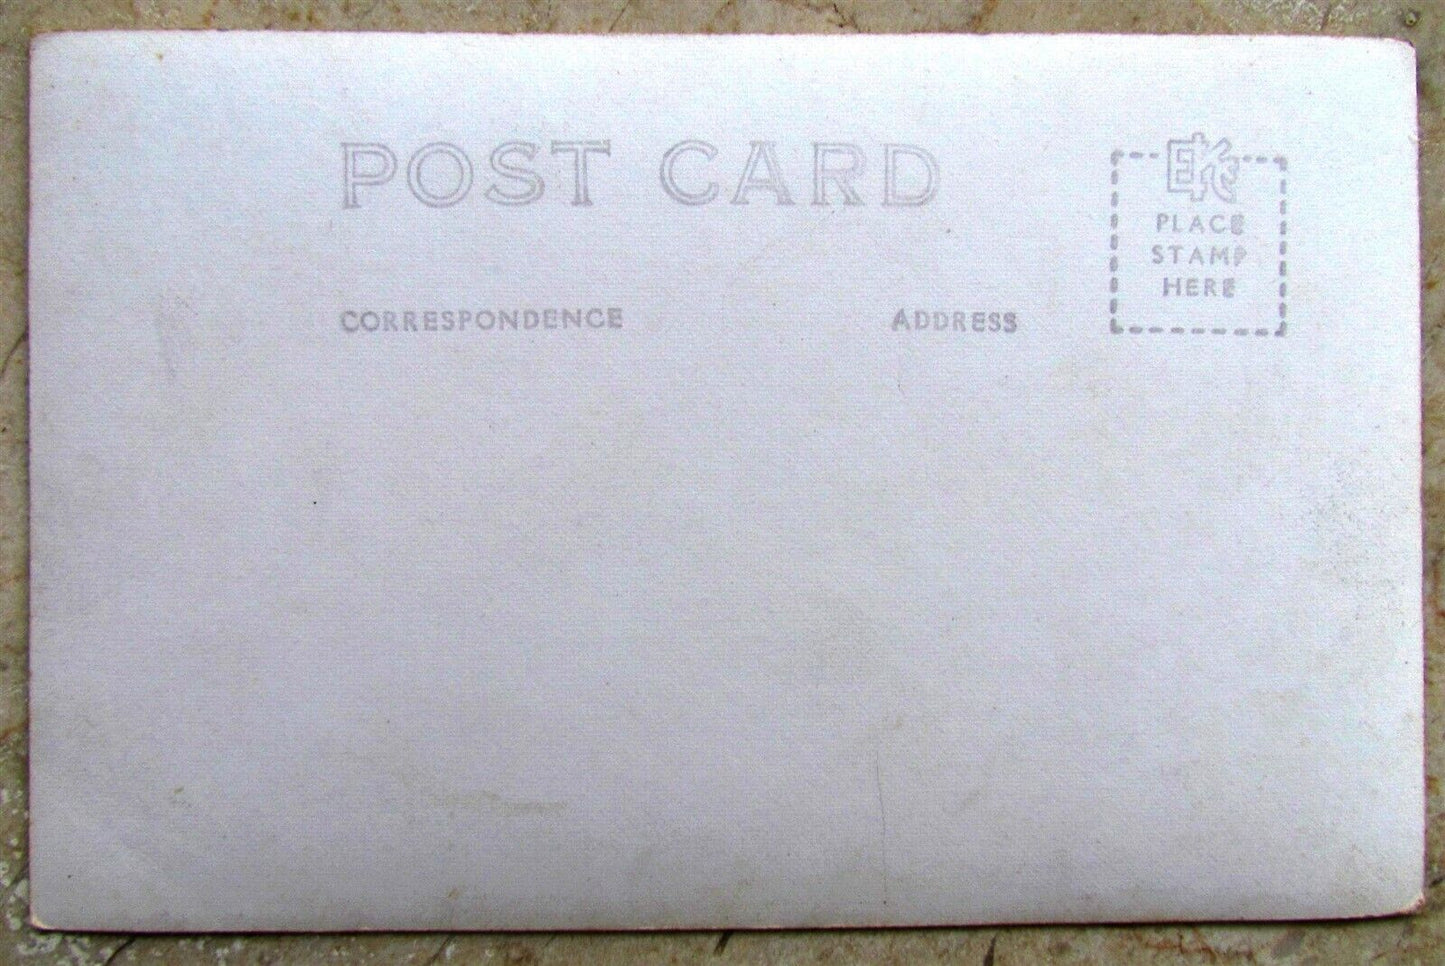 POST CARD
EKC
PLACE
STAMP
HERE
CORRESPONDENCE
ADDRESS